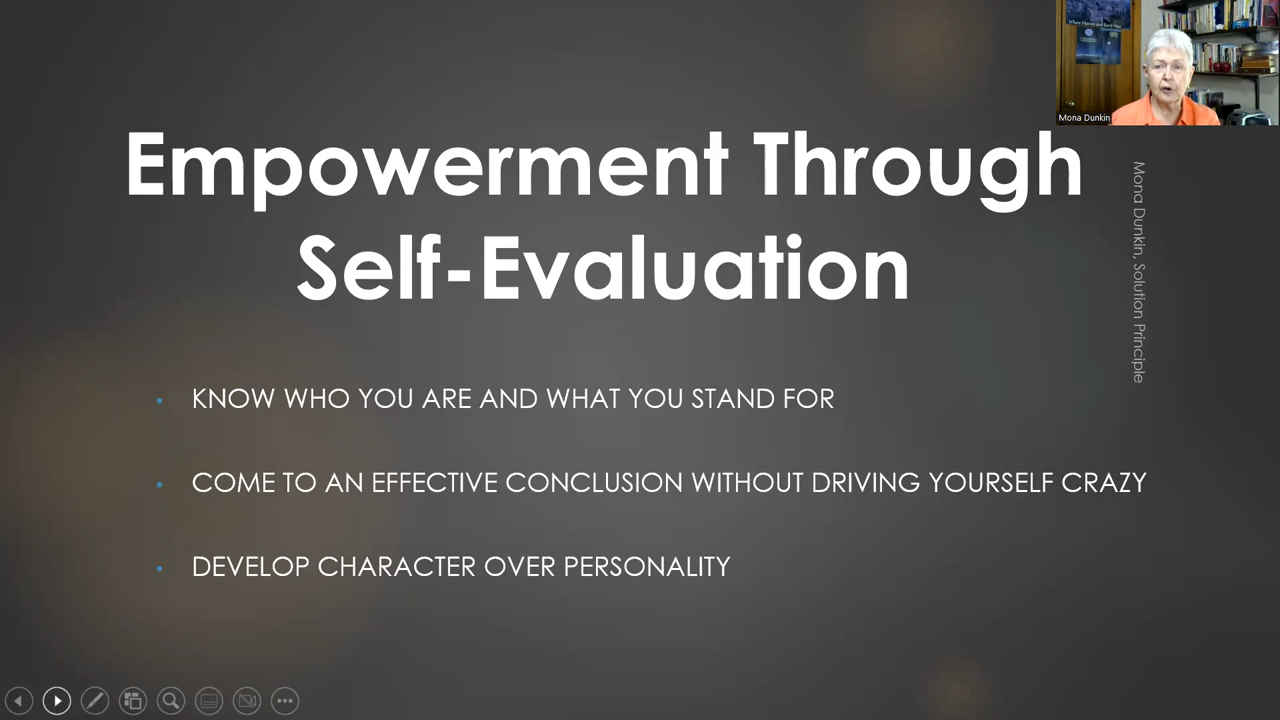 Empowerment Through
Self-Evaluation
Mona Dunkin
Mona Dunkin, Solution Principle
• KNOW WHO YOU ARE AND WHAT YOU STAND FOR
• COME TO AN EFFECTIVE CONCLUSION WITHOUT DRIVING YOURSELF CRAZY
• DEVELOP CHARACTER OVER PERSONALITY